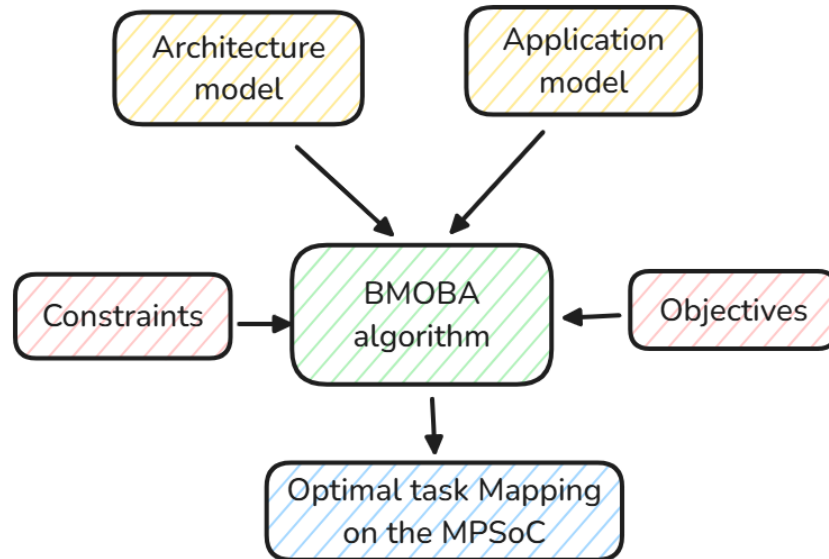 Architecture
model
Application
model
Constraints
BMOBA
algorithm
Objectives
Optimal task Mapping
on the MPSoC